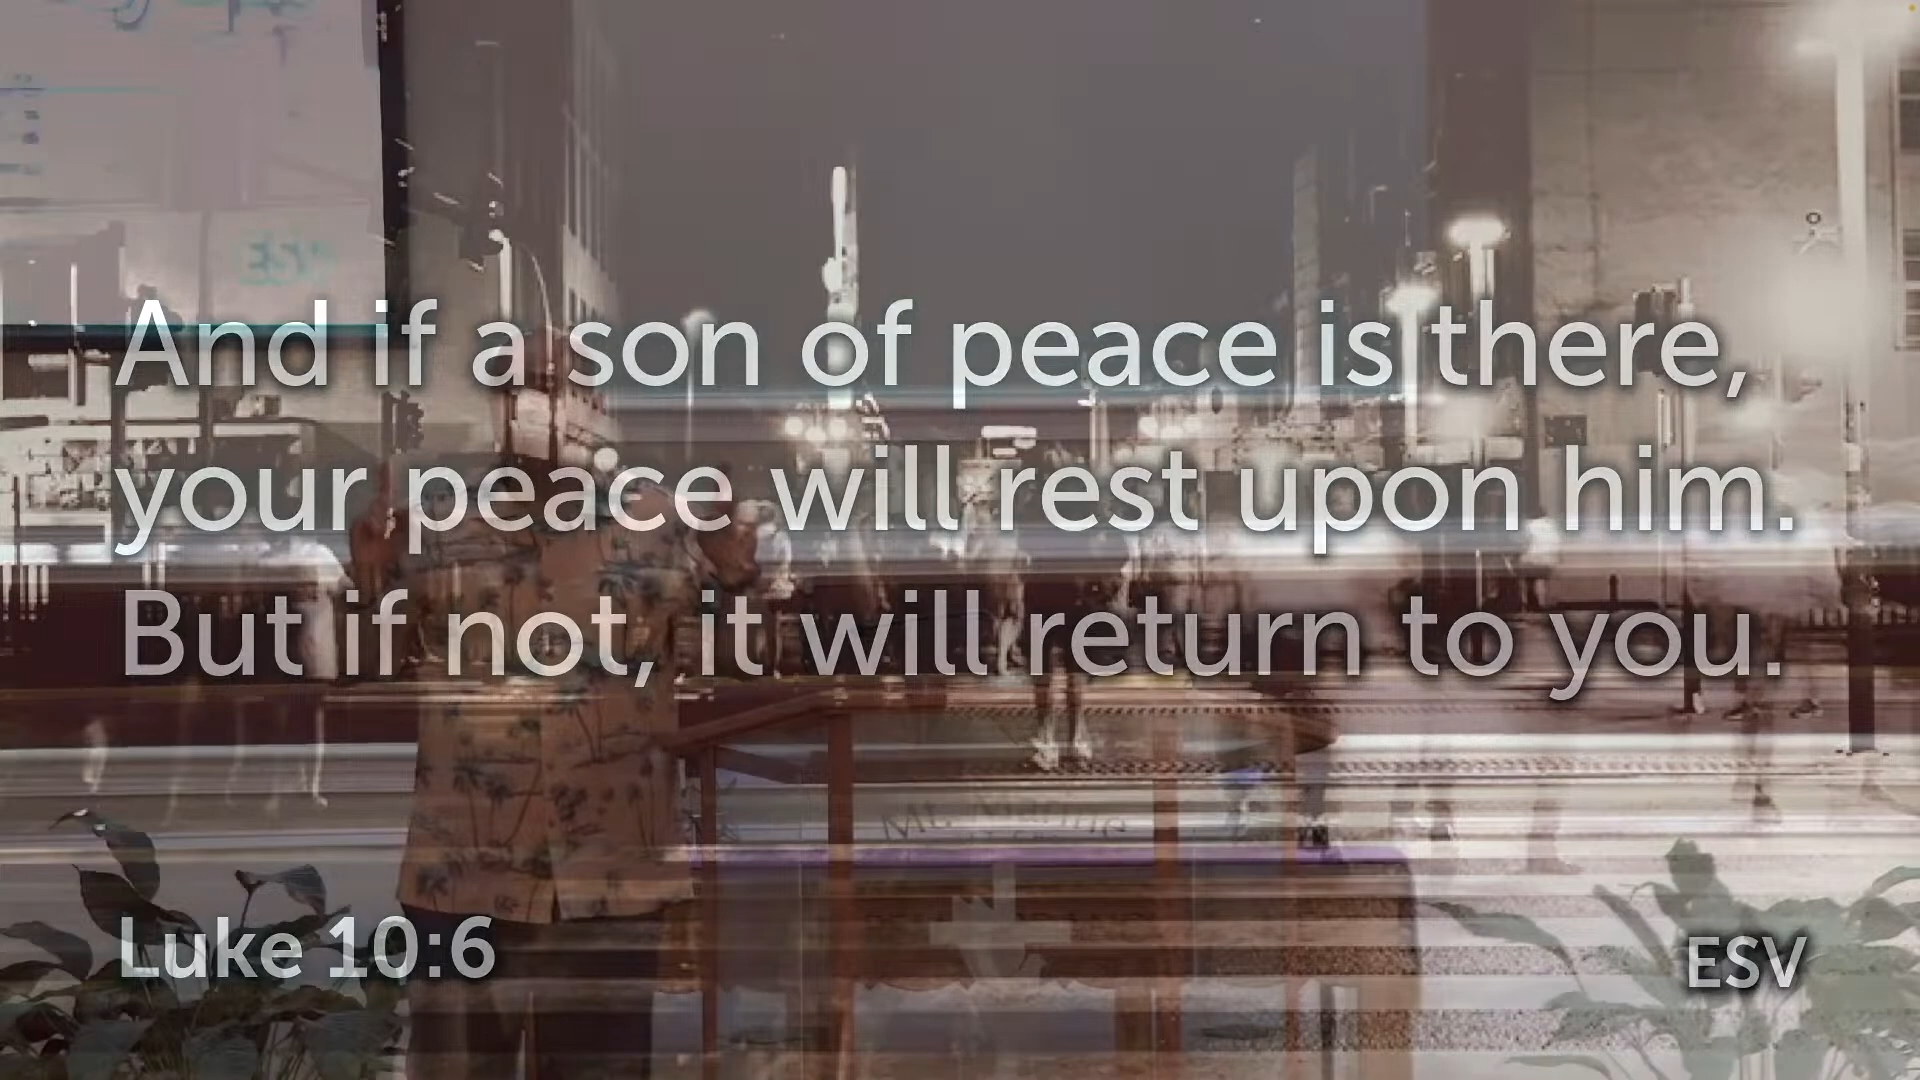 And if a son of peace is there,
your peace will rest upon him.
But if not, it will return to you.
Luke 10:6
ESV